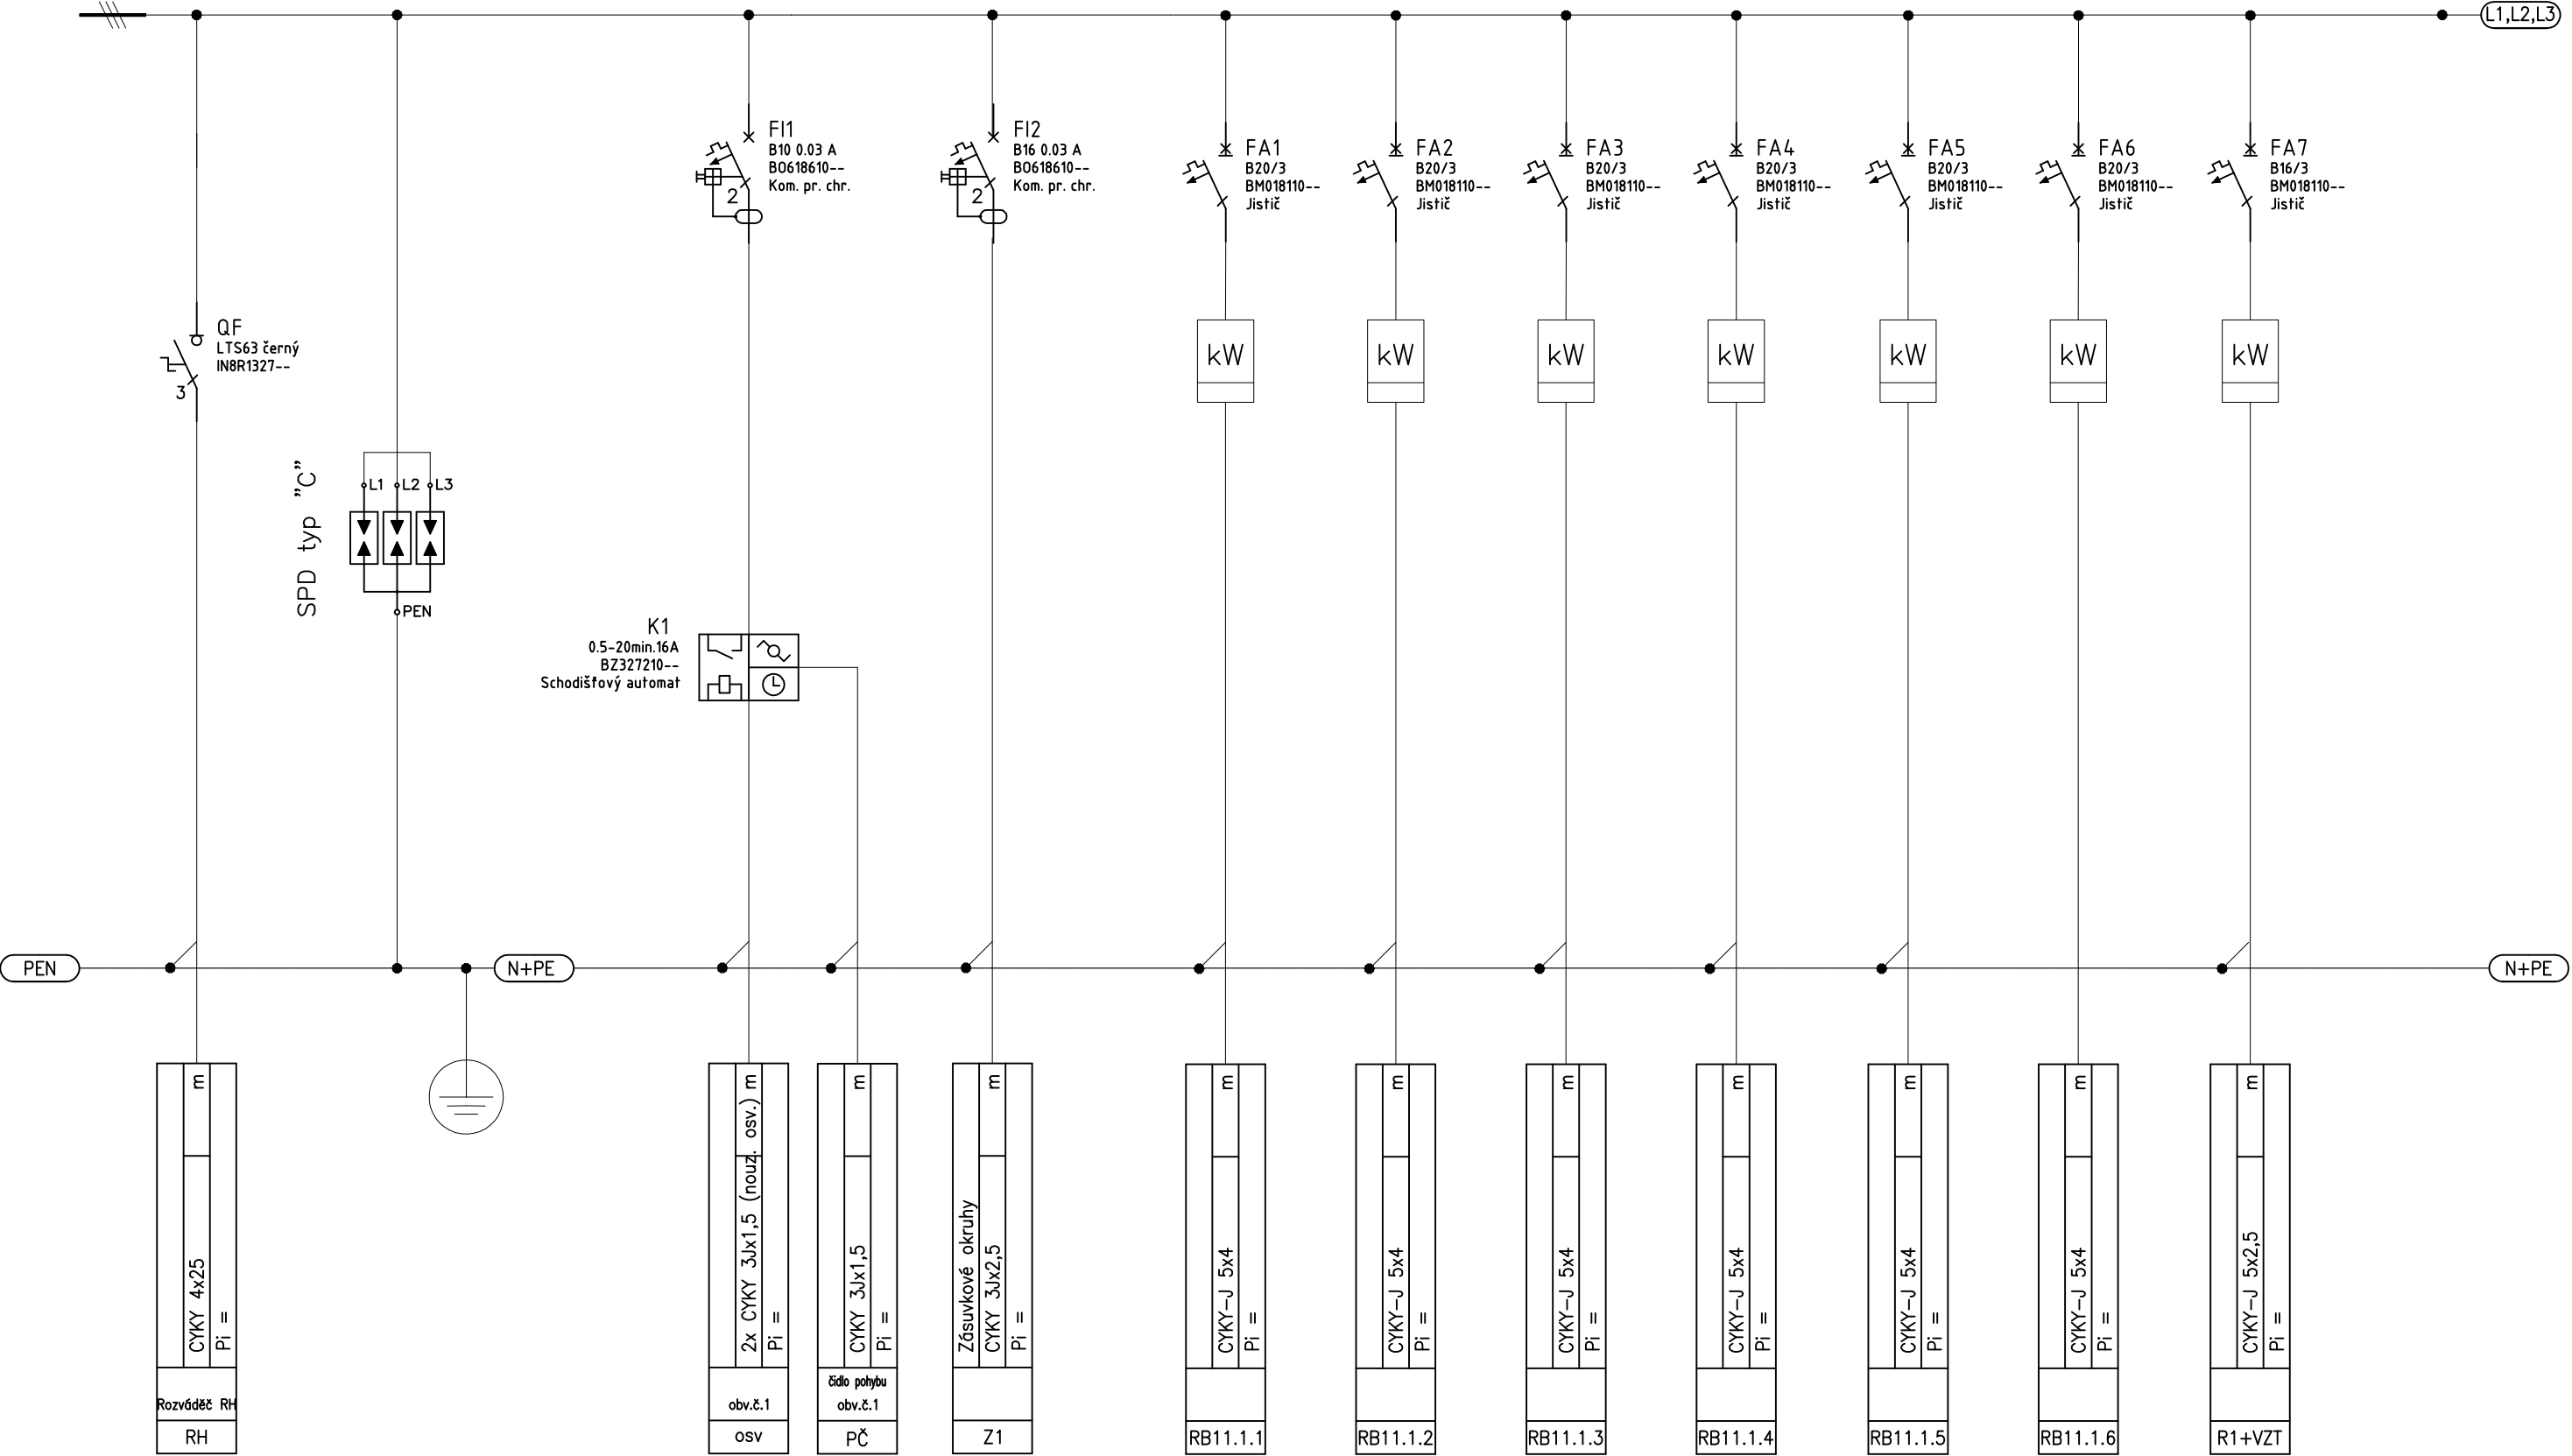 L1,L2,L3
FI1
B10 0.03 A
BO618610--
Kom. pr. chr.
2
FI2
B16 0.03 A
BO618610--
Kom. pr. chr.
2
FA1
B20/3
BM018110--
Jistič
FA2
B20/3
BM018110--
Jistič
FA3
B20/3
BM018110--
Jistič
FA4
B20/3
BM018110--
Jistič
FA5
B20/3
BM018110--
Jistič
FA6
B20/3
BM018110--
Jistič
FA7
B16/3
BM018110--
Jistič
QF
LTS63 černý
IN8R1327--
3
kW
kW
kW
kW
kW
kW
kW
SPD typ "C"
L1
L2
L3
PEN
K1
0.5-20min.16A
BZ327210--
Schodišťový automat
PEN
N+PE
N+PE
m
CYKY 4x25
Pi =
Rozváděč RH
RH
m
2x CYKY 3Jx1,5 (nouz. osv.)
Pi =
obv.č.1
osv
m
CYKY 3Jx1,5
Pi =
čidlo pohybu
obv.č.1
PČ
m
Zásuvkové okruhy
CYKY 3Jx2,5
Pi =
Z1
m
CYKY-J 5x4
Pi =
RB11.1.1
m
CYKY-J 5x4
Pi =
RB11.1.2
m
CYKY-J 5x4
Pi =
RB11.1.3
m
CYKY-J 5x4
Pi =
RB11.1.4
m
CYKY-J 5x4
Pi =
RB11.1.5
m
CYKY-J 5x4
Pi =
RB11.1.6
m
CYKY-J 5x2,5
Pi =
R1+VZT